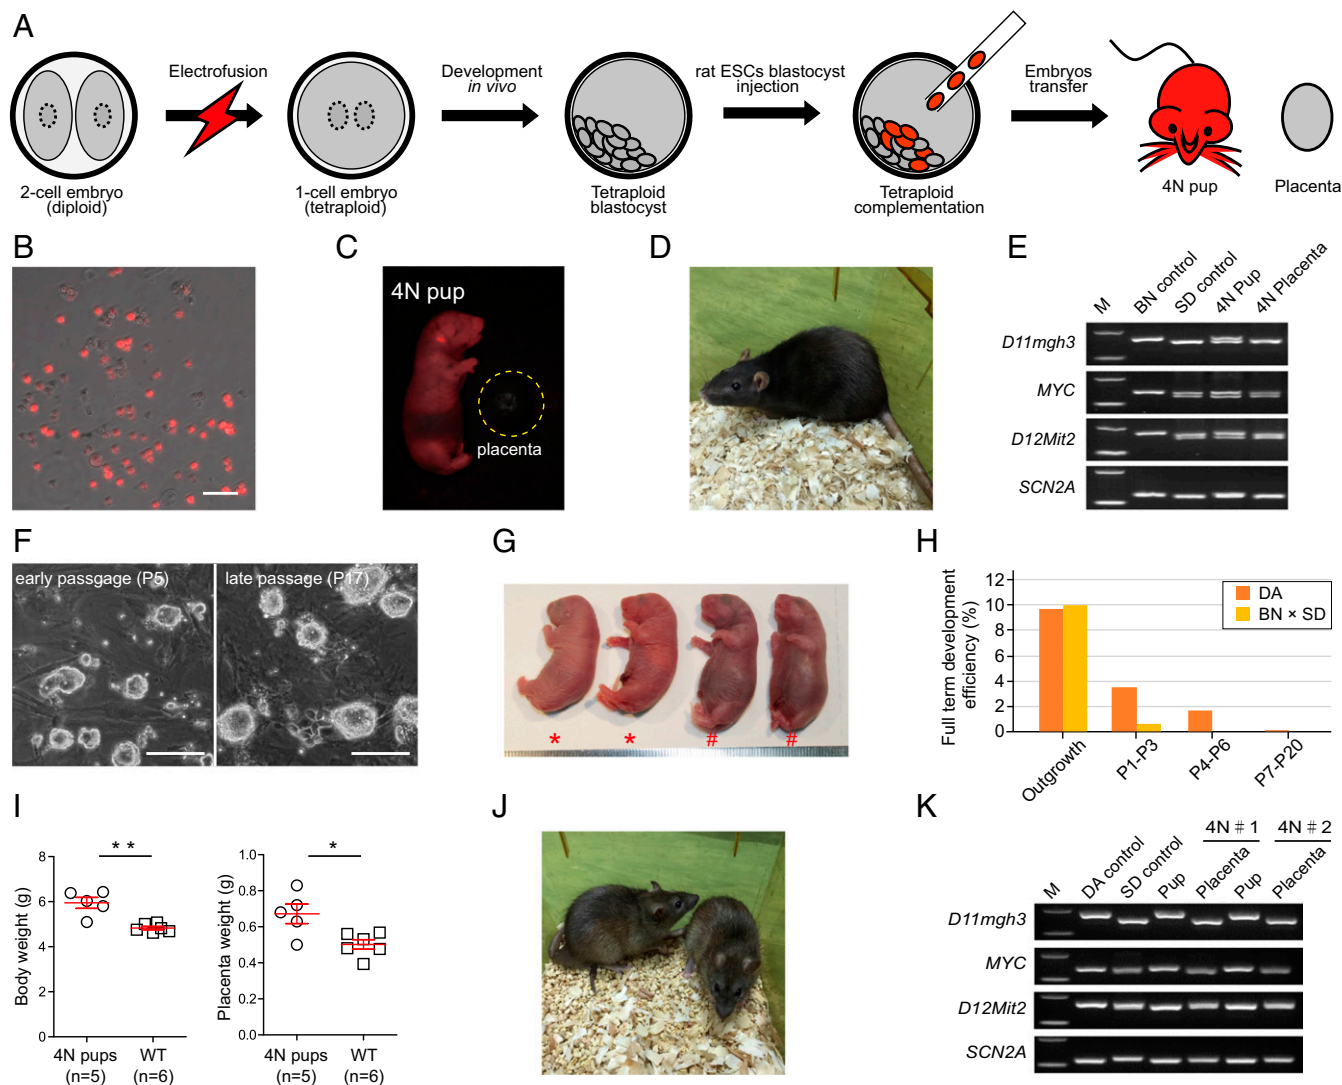 A
Electrofusion
Development
in vivo
rat ESCs blastocyst
injection
Embryos
transfer
2-cell embryo
(diploid)
1-cell embryo
(tetraploid)
Tetraploid
blastocyst
Tetraploid
complementation
4N pup
Placenta
B
C
4N pup
placenta
D
E
M
BN control
SD control
4N Pup
4N Placenta
D11mgh3
MYC
D12Mit2
SCN2A
F
early passgage (P5)
late passage (P17)
G
* * # #
H
Full term development
efficiency (%)
12
10
8
6
4
2
0
DA
BN × SD
Outgrowth
P1-P3
P4-P6
P7-P20
I
Body weight (g)
8
6
4
2
0
* *
4N pups
(n=5)
WT
(n=6)
Placenta weight (g)
1.0
0.8
0.6
0.4
0.2
0.0
*
4N pups
(n=5)
WT
(n=6)
J
K
4N # 1
4N # 2
M
DA control
SD control
Pup
Placenta
Pup
Placenta
D11mgh3
MYC
D12Mit2
SCN2A